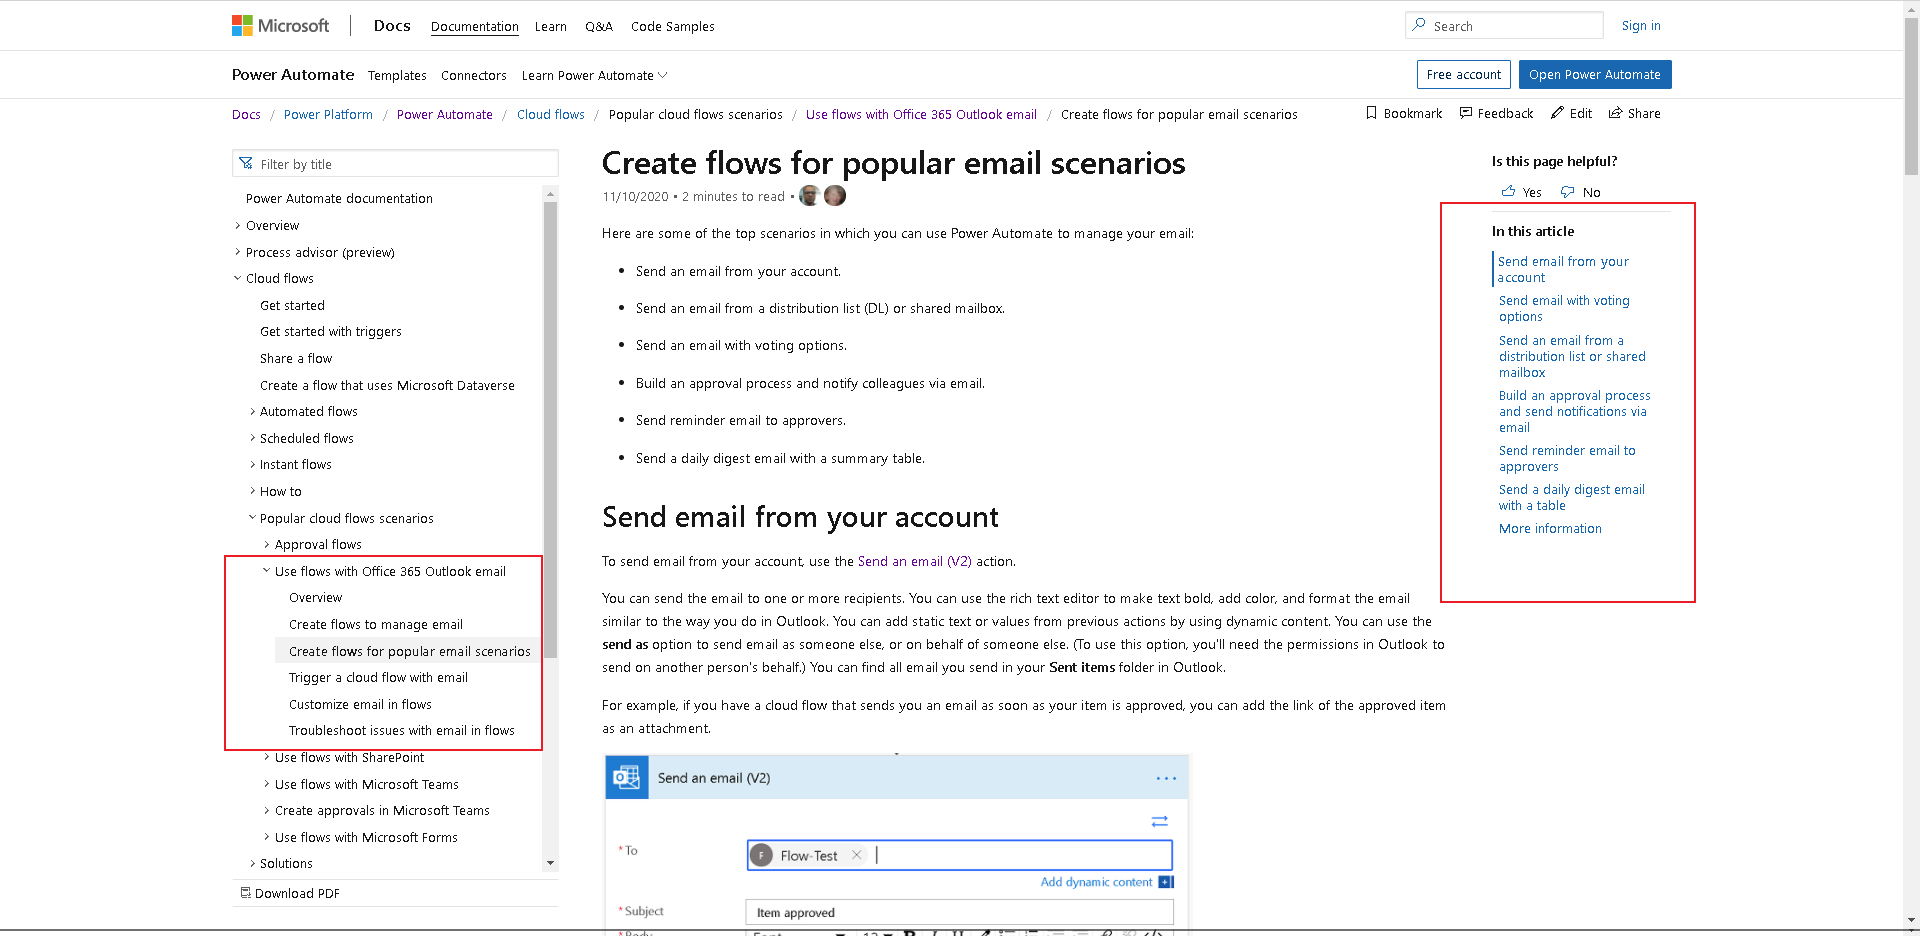 Microsoft Docs Documentation Learn Q&A Code Samples Search Sign in
Power Automate Templates Connectors Learn Power Automate Free account Open Power Automate
Docs / Power Platform / Power Automate / Cloud flows / Popular cloud flows scenarios / Use flows with Office 365 Outlook email / Create flows for popular email scenarios Bookmark Feedback Edit Share
Filter by title
Power Automate documentation
Overview
Process advisor (preview)
Cloud flows
Get started
Get started with triggers
Share a flow
Create a flow that uses Microsoft Dataverse
Automated flows
Scheduled flows
Instant flows
How to
Popular cloud flows scenarios
Approval flows
Use flows with Office 365 Outlook email
Overview
Create flows to manage email
Create flows for popular email scenarios
Trigger a cloud flow with email
Customize email in flows
Troubleshoot issues with email in flows
Use flows with SharePoint
Use flows with Microsoft Teams
Create approvals in Microsoft Teams
Use flows with Microsoft Forms
Solutions
Download PDF
Create flows for popular email scenarios
11/10/2020 • 2 minutes to read •
Here are some of the top scenarios in which you can use Power Automate to manage your email:
• Send an email from your account.
• Send an email from a distribution list (DL) or shared mailbox.
• Send an email with voting options.
• Build an approval process and notify colleagues via email.
• Send reminder email to approvers.
• Send a daily digest email with a summary table.
Send email from your account
To send email from your account, use the Send an email (V2) action.
You can send the email to one or more recipients. You can use the rich text editor to make text bold, add color, and format the email
similar to the way you do in Outlook. You can add static text or values from previous actions by using dynamic content. You can use the
send as option to send email as someone else, or on behalf of someone else. (To use this option, you'll need the permissions in Outlook to
send on another person's behalf.) You can find all email you send in your Sent items folder in Outlook.
For example, if you have a cloud flow that sends you an email as soon as your item is approved, you can add the link of the approved item
as an attachment.
Send an email (V2)
*To F Flow-Test
Add dynamic content
*Subject Item approved
*Body Font 12 B I U
Is this page helpful?
Yes No
In this article
Send email from your
account
Send email with voting
options
Send an email from a
distribution list or shared
mailbox
Build an approval process
and send notifications via
email
Send reminder email to
approvers
Send a daily digest email
with a table
More information